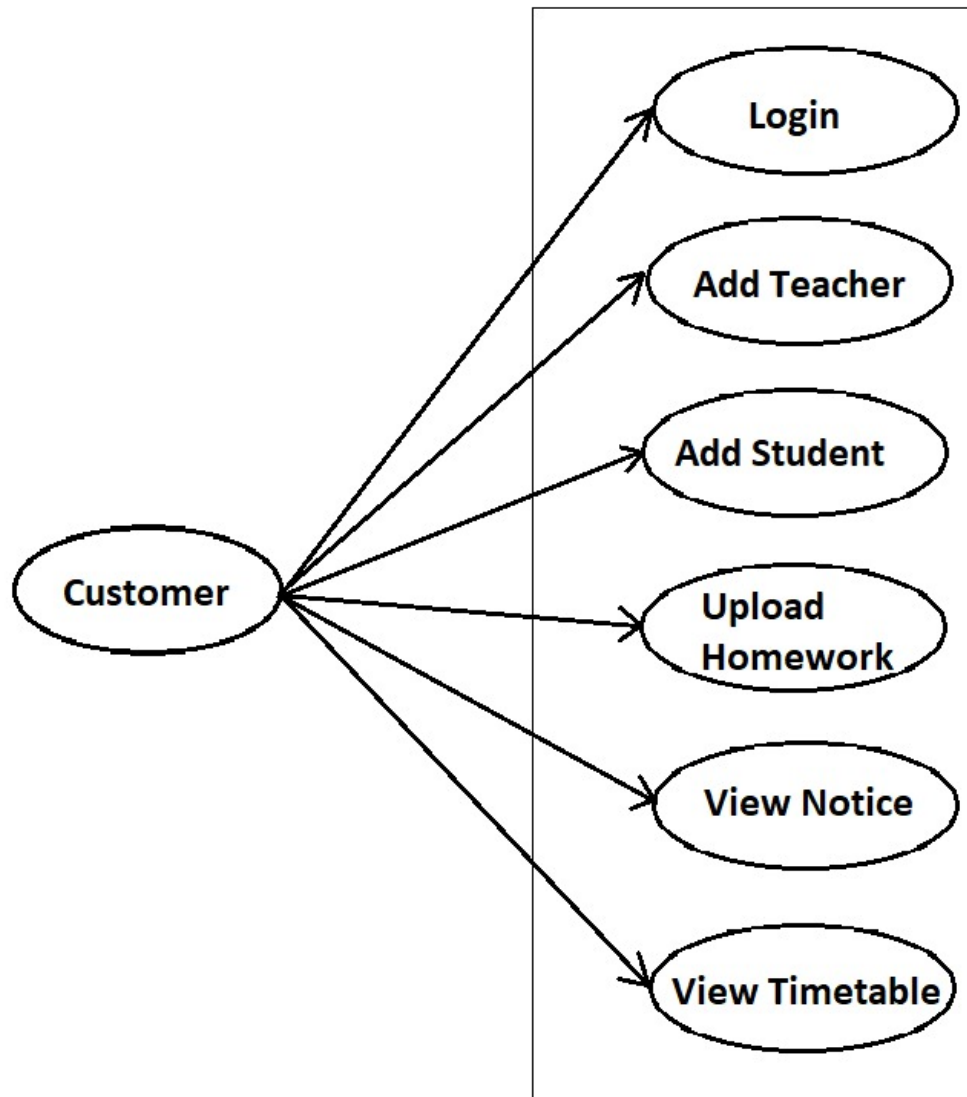 Login
Add Teacher
Add Student
Customer
Upload
Homework
View Notice
View Timetable